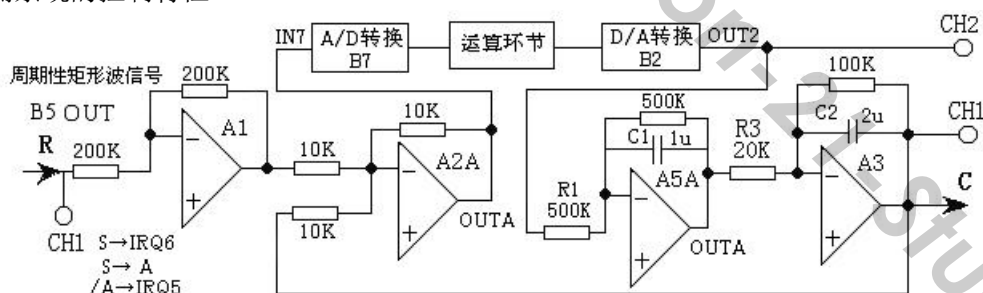 IN7
A/D转换
B7
运算环节
D/A转换
B2
OUT2
CH2
周期性矩形波信号
200K
B5 OUT
R
200K
A1
10K
10K
A2A
10K
OUTA
CH1
S→IRQ6
S→ A
/A→IRQ5
500K
C1
1u
R1
500K
A5A
OUTA
R3
20K
100K
C2
2u
A3
CH1
C